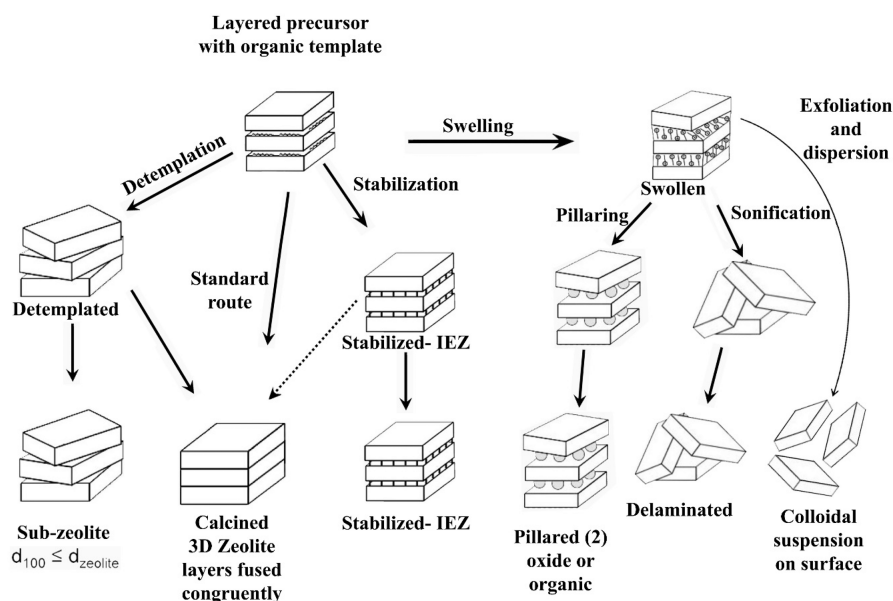 Layered precursor
with organic template
Swelling
Exfoliation
and
dispersion
Detemplation
Stabilization
Swollen
Pillaring
Sonification
Standard
route
Detemplated
Stabilized- IEZ
Sub-zeolite
d100 ≤ dzeolite
Calcined
3D Zeolite
layers fused
congruently
Stabilized- IEZ
Pillared (2)
oxide or
organic
Delaminated
Colloidal
suspension
on surface